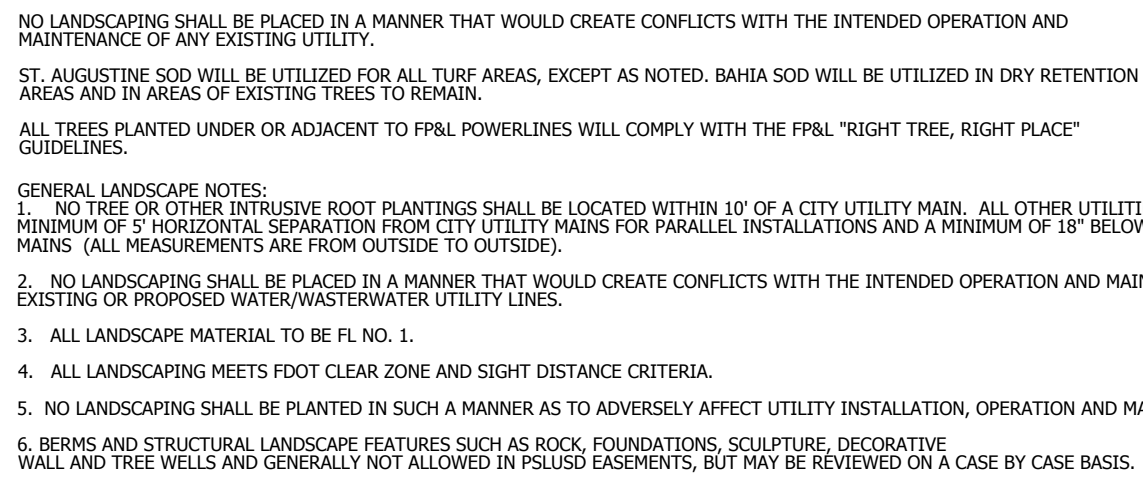 NO LANDSCAPING SHALL BE PLACED IN A MANNER THAT WOULD CREATE CONFLICTS WITH THE INTENDED OPERATION AND
MAINTENANCE OF ANY EXISTING UTILITY.
ST. AUGUSTINE SOD WILL BE UTILIZED FOR ALL TURF AREAS, EXCEPT AS NOTED. BAHIA SOD WILL BE UTILIZED IN DRY RETENTION
AREAS AND IN AREAS OF EXISTING TREES TO REMAIN.
ALL TREES PLANTED UNDER OR ADJACENT TO FP&L POWERLINES WILL COMPLY WITH THE FP&L "RIGHT TREE, RIGHT PLACE"
GUIDELINES.
GENERAL LANDSCAPE NOTES:
1. NO TREE OR OTHER INTRUSIVE ROOT PLANTINGS SHALL BE LOCATED WITHIN 10' OF A CITY UTILITY MAIN. ALL OTHER
MINIMUM OF 5' HORIZONTAL SEPARATION FROM CITY UTILITY MAINS FOR PARALLEL INSTALLATIONS AND A MINIMUM OF 18" BELOW
MAINS (ALL MEASUREMENTS ARE FROM OUTSIDE TO OUTSIDE).
2. NO LANDSCAPING SHALL BE PLACED IN A MANNER THAT WOULD CREATE CONFLICTS WITH THE INTENDED OPERATION AND
EXISTING OR PROPOSED WATER/WASTERWATER UTILITY LINES.
3. ALL LANDSCAPE MATERIAL TO BE FL NO. 1.
4. ALL LANDSCAPING MEETS FDOT CLEAR ZONE AND SIGHT DISTANCE CRITERIA.
5. NO LANDSCAPING SHALL BE PLANTED IN SUCH A MANNER AS TO ADVERSELY AFFECT UTILITY INSTALLATION, OPERATION AND
6. BERMS AND STRUCTURAL LANDSCAPE FEATURES SUCH AS ROCK, FOUNDATIONS, SCULPTURE, DECORATIVE
WALL AND TREE WELLS AND GENERALLY NOT ALLOWED IN PSLUSD EASEMENTS, BUT MAY BE REVIEWED ON A CASE BY CASE BASIS.